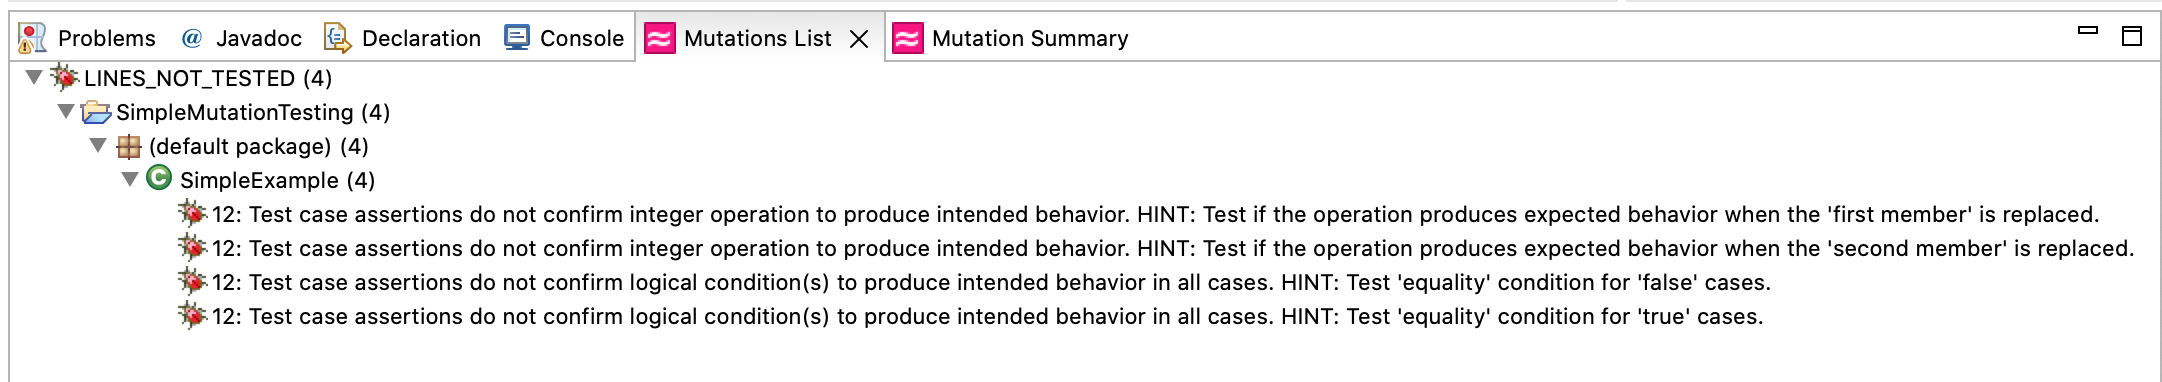 Problems @ Javadoc Declaration Console Mutations List Mutation Summary
LINES_NOT_TESTED (4)
SimpleMutationTesting (4)
(default package) (4)
C SimpleExample (4)
12: Test case assertions do not confirm integer operation to produce intended behavior. HINT: Test if the operation produces expected behavior when the 'first member' is replaced.
12: Test case assertions do not confirm integer operation to produce intended behavior. HINT: Test if the operation produces expected behavior when the 'second member' is replaced.
12: Test case assertions do not confirm logical condition(s) to produce intended behavior in all cases. HINT: Test 'equality' condition for 'false' cases.
12: Test case assertions do not confirm logical condition(s) to produce intended behavior in all cases. HINT: Test 'equality' condition for 'true' cases.